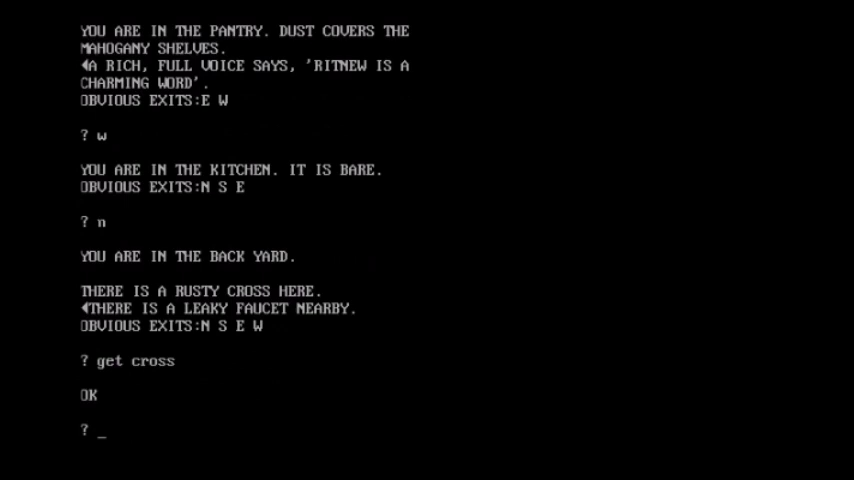 YOU ARE IN THE PANTRY. DUST COVERS THE
MAHOGANY SHELVES.
◀A RICH, FULL VOICE SAYS, 'RITNEW IS A
CHARMING WORD'.
OBVIOUS EXITS:E W
? w
YOU ARE IN THE KITCHEN. IT IS BARE.
OBVIOUS EXITS:N S E
? n
YOU ARE IN THE BACK YARD.
THERE IS A RUSTY CROSS HERE.
◀THERE IS A LEAKY FAUCET NEARBY.
OBVIOUS EXITS:N S E W
? get cross
OK
? _